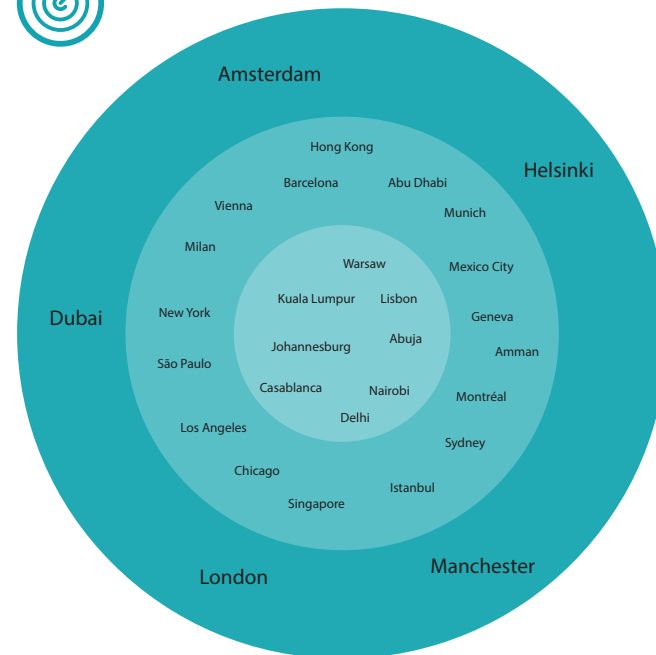 Amsterdam
Hong Kong
Helsinki
Barcelona
Abu Dhabi
Vienna
Munich
Milan
Warsaw
Mexico City
Kuala Lumpur
Lisbon
New York
Dubai
Geneva
Abuja
Johannesburg
Amman
São Paulo
Casablanca
Nairobi
Montréal
Delhi
Los Angeles
Sydney
Chicago
Istanbul
Singapore
Manchester
London